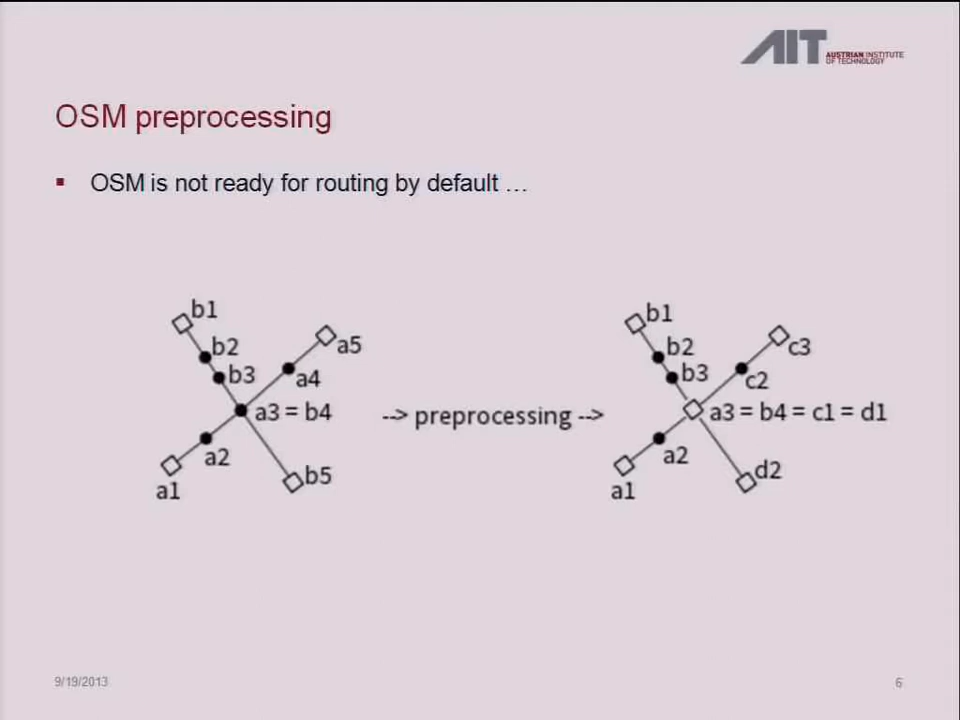 AIT
AUSTRIAN INSTITUTE
OF TECHNOLOGY
OSM preprocessing
▪ OSM is not ready for routing by default …
b1
b2
b3
a5
a4
a3 = b4
a2
a1
b5
--> preprocessing -->
b1
b2
b3
c3
c2
a3 = b4 = c1 = d1
a2
a1
d2
9/19/2013
6